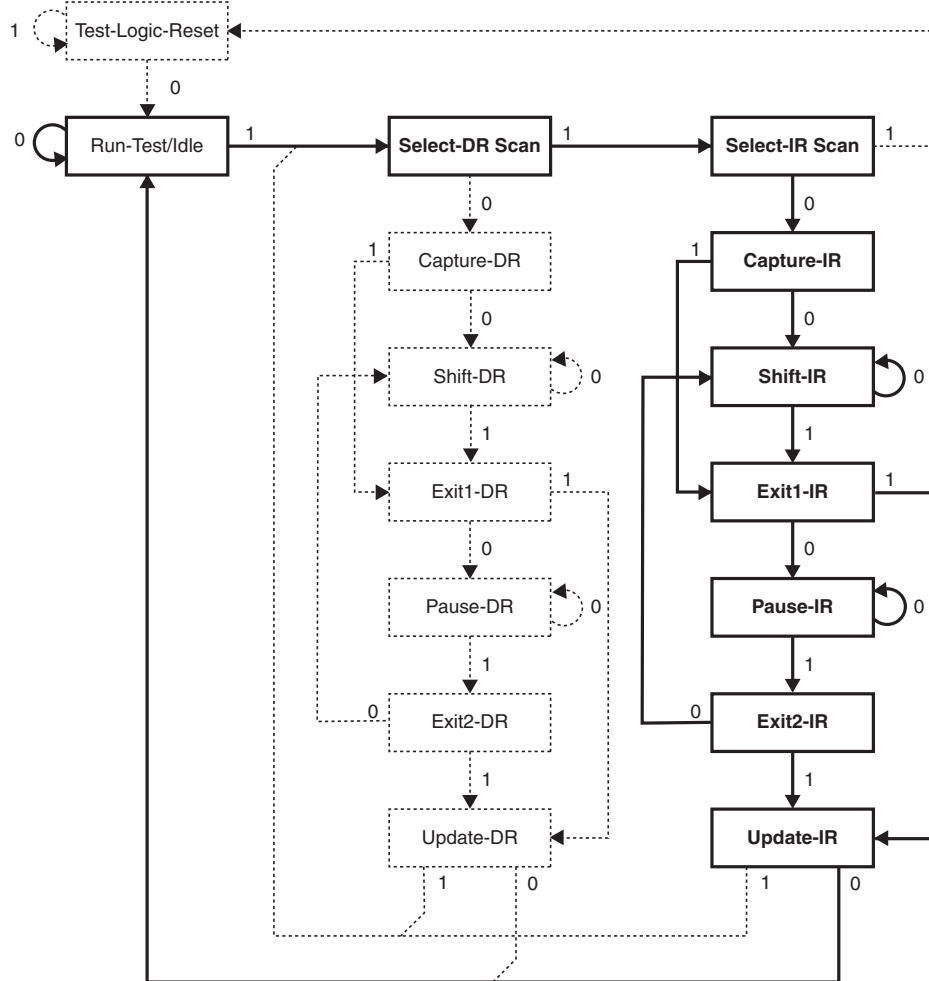 1
Test-Logic-Reset
0
0
Run-Test/Idle
1
Select-DR Scan
1
Select-IR Scan
1
0
0
1
Capture-DR
1
Capture-IR
0
0
Shift-DR
0
Shift-IR
0
1
1
Exit1-DR
1
Exit1-IR
1
0
0
Pause-DR
0
Pause-IR
0
1
1
0
Exit2-DR
0
Exit2-IR
1
1
Update-DR
Update-IR
1
0
1
0